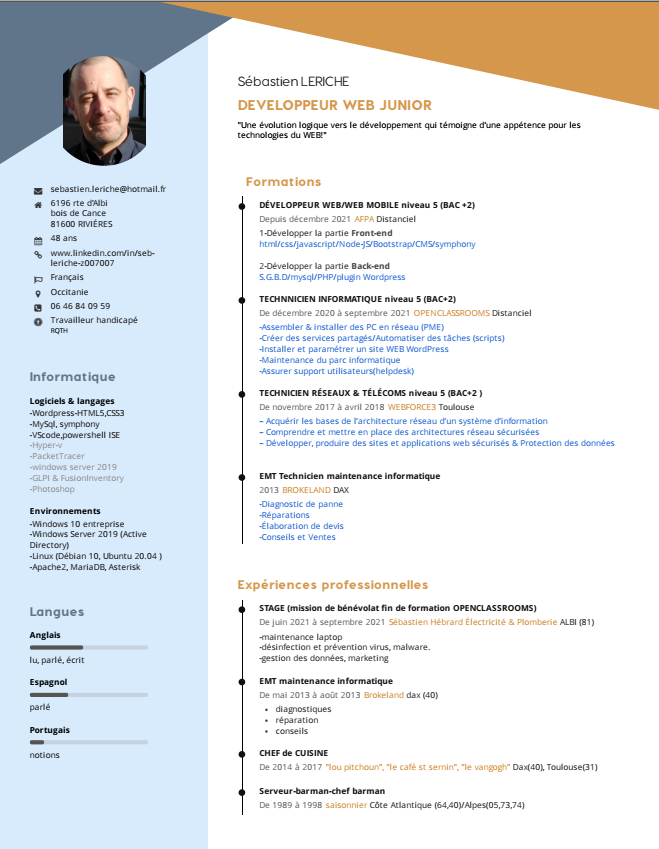 sebastien.leriche@hotmail.fr
6196 rte d'Albi
bois de Cance
81600 RIVIÉRES
48 ans
www.linkedin.com/in/seb-
leriche-z007007
Français
Occitanie
06 46 84 09 59
Travailleur handicapé
RQTH
Informatique
Logiciels & langages
-Wordpress-HTML5,CSS3
-MySql, symphony
-VScode,powershell ISE
-Hyper-v
-PacketTracer
-windows server 2019
-GLPI & FusionInventory
-Photoshop
Environnements
-Windows 10 entreprise
-Windows Server 2019 (Active
Directory)
-Linux (Débian 10, Ubuntu 20.04 )
-Apache2, MariaDB, Asterisk
Langues
Anglais
lu, parlé, écrit
Espagnol
parlé
Portugais
notions
Sébastien LERICHE
DEVELOPPEUR WEB JUNIOR
"Une évolution logique vers le développement qui témoigne d'une appétence pour les
technologies du WEB!"
Formations
DÉVELOPPEUR WEB/WEB MOBILE niveau 5 (BAC +2)
Depuis décembre 2021 AFPA Distanciel
1-Développer la partie Front-end
html/css/javascript/Node-JS/Bootstrap/CMS/symphony
2-Développer la partie Back-end
S.G.B.D/mysql/PHP/plugin Wordpress
TECHNNICIEN INFORMATIQUE niveau 5 (BAC+2)
De décembre 2020 à septembre 2021 OPENCLASSROOMS Distanciel
-Assembler & installer des PC en réseau (PME)
-Créer des services partagés/Automatiser des tâches (scripts)
-Installer et paramétrer un site WEB WordPress
-Maintenance du parc informatique
-Assurer support utilisateurs(helpdesk)
TECHNICIEN RÉSEAUX & TÉLÉCOMS niveau 5 (BAC+2 )
De novembre 2017 à avril 2018 WEBFORCE3 Toulouse
– Acquérir les bases de l'architecture réseau d'un système d'information
– Comprendre et mettre en place des architectures réseau sécurisées
– Développer, produire des sites et applications web sécurisés & Protection des données
EMT Technicien maintenance informatique
2013 BROKELAND DAX
-Diagnostic de panne
-Réparations
-Élaboration de devis
-Conseils et Ventes
Expériences professionnelles
STAGE (mission de bénévolat fin de formation OPENCLASSROOMS)
De juin 2021 à septembre 2021 Sébastien Hébrard Électricité & Plomberie ALBI (81)
-maintenance laptop
-désinfection et prévention virus, malware.
-gestion des données, marketing
EMT maintenance informatique
De mai 2013 à août 2013 Brokeland dax (40)
• diagnostiques
• réparation
• conseils
CHEF de CUISINE
De 2014 à 2017 "lou pitchoun", "le café st sernin", "le vangogh" Dax(40), Toulouse(31)
Serveur-barman-chef barman
De 1989 à 1998 saisonnier Côte Atlantique (64,40)/Alpes(05,73,74)